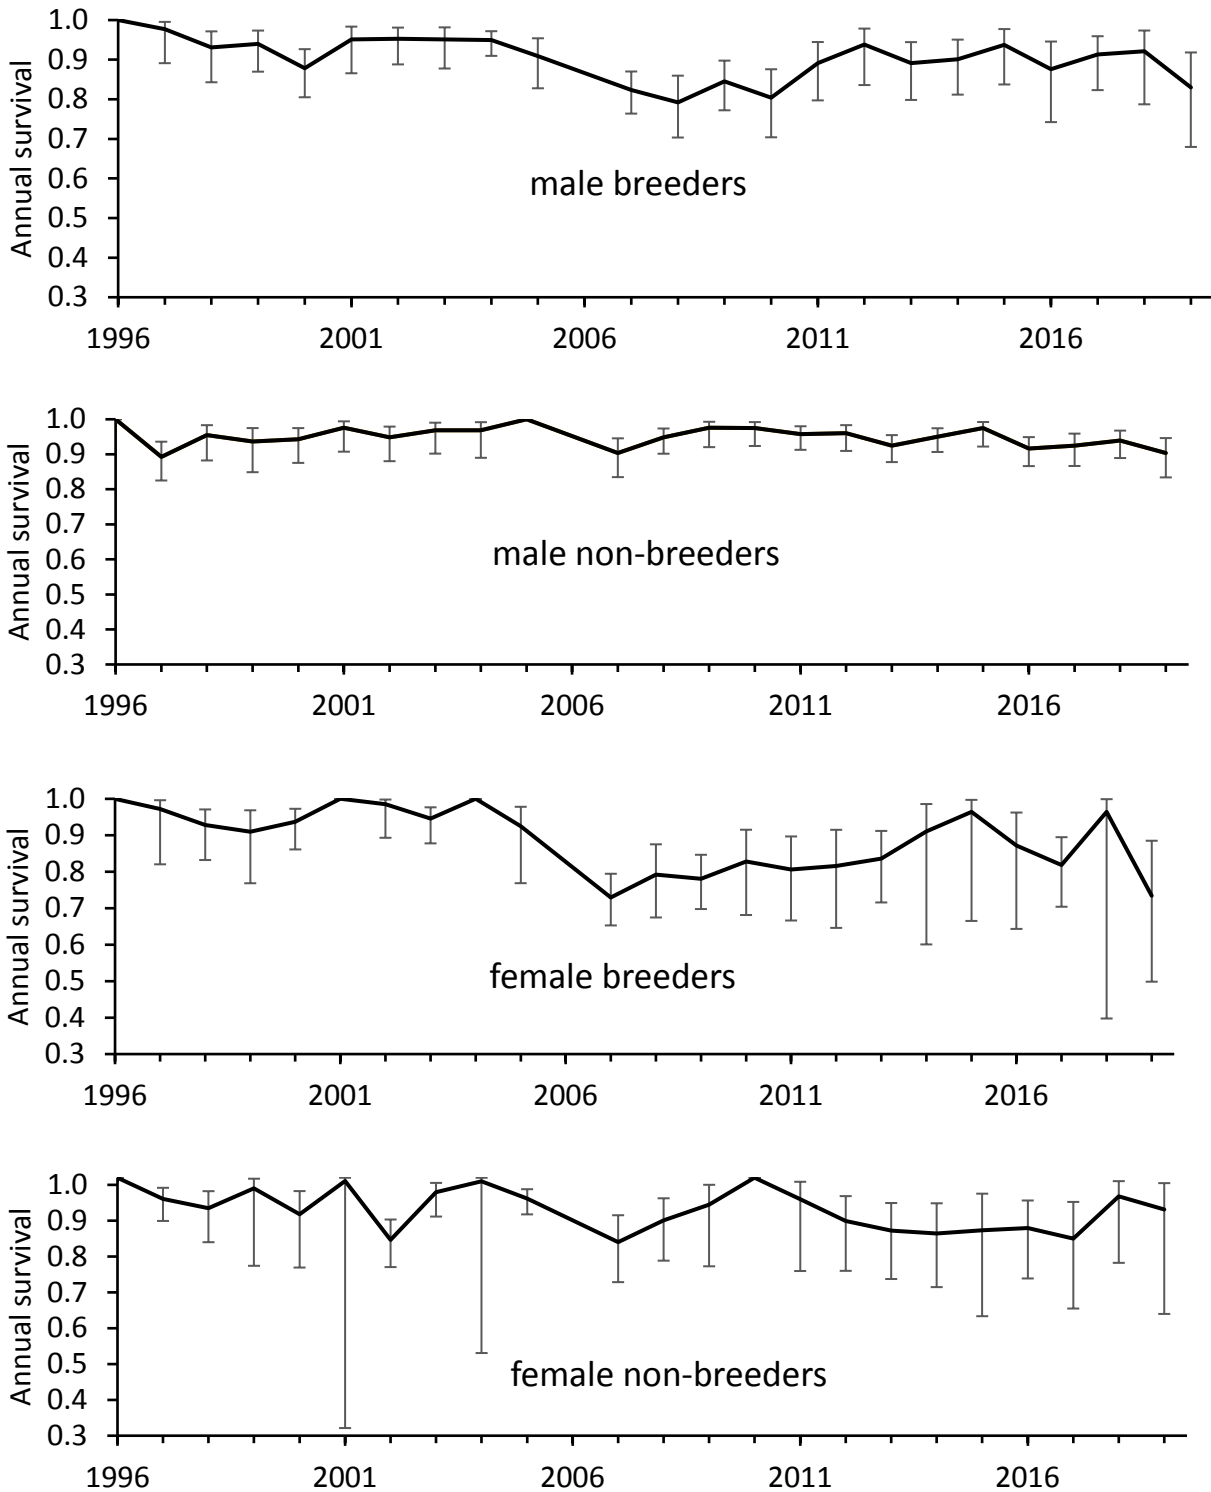 Annual survival
1.0
0.9
0.8
0.7
0.6
0.5
0.4
0.3
male breeders
1996 2001 2006 2011 2016
Annual survival
1.0
0.9
0.8
0.7
0.6
0.5
0.4
0.3
male non-breeders
1996 2001 2006 2011 2016
Annual survival
1.0
0.9
0.8
0.7
0.6
0.5
0.4
0.3
female breeders
1996 2001 2006 2011 2016
Annual survival
1.0
0.9
0.8
0.7
0.6
0.5
0.4
0.3
female non-breeders
1996 2001 2006 2011 2016